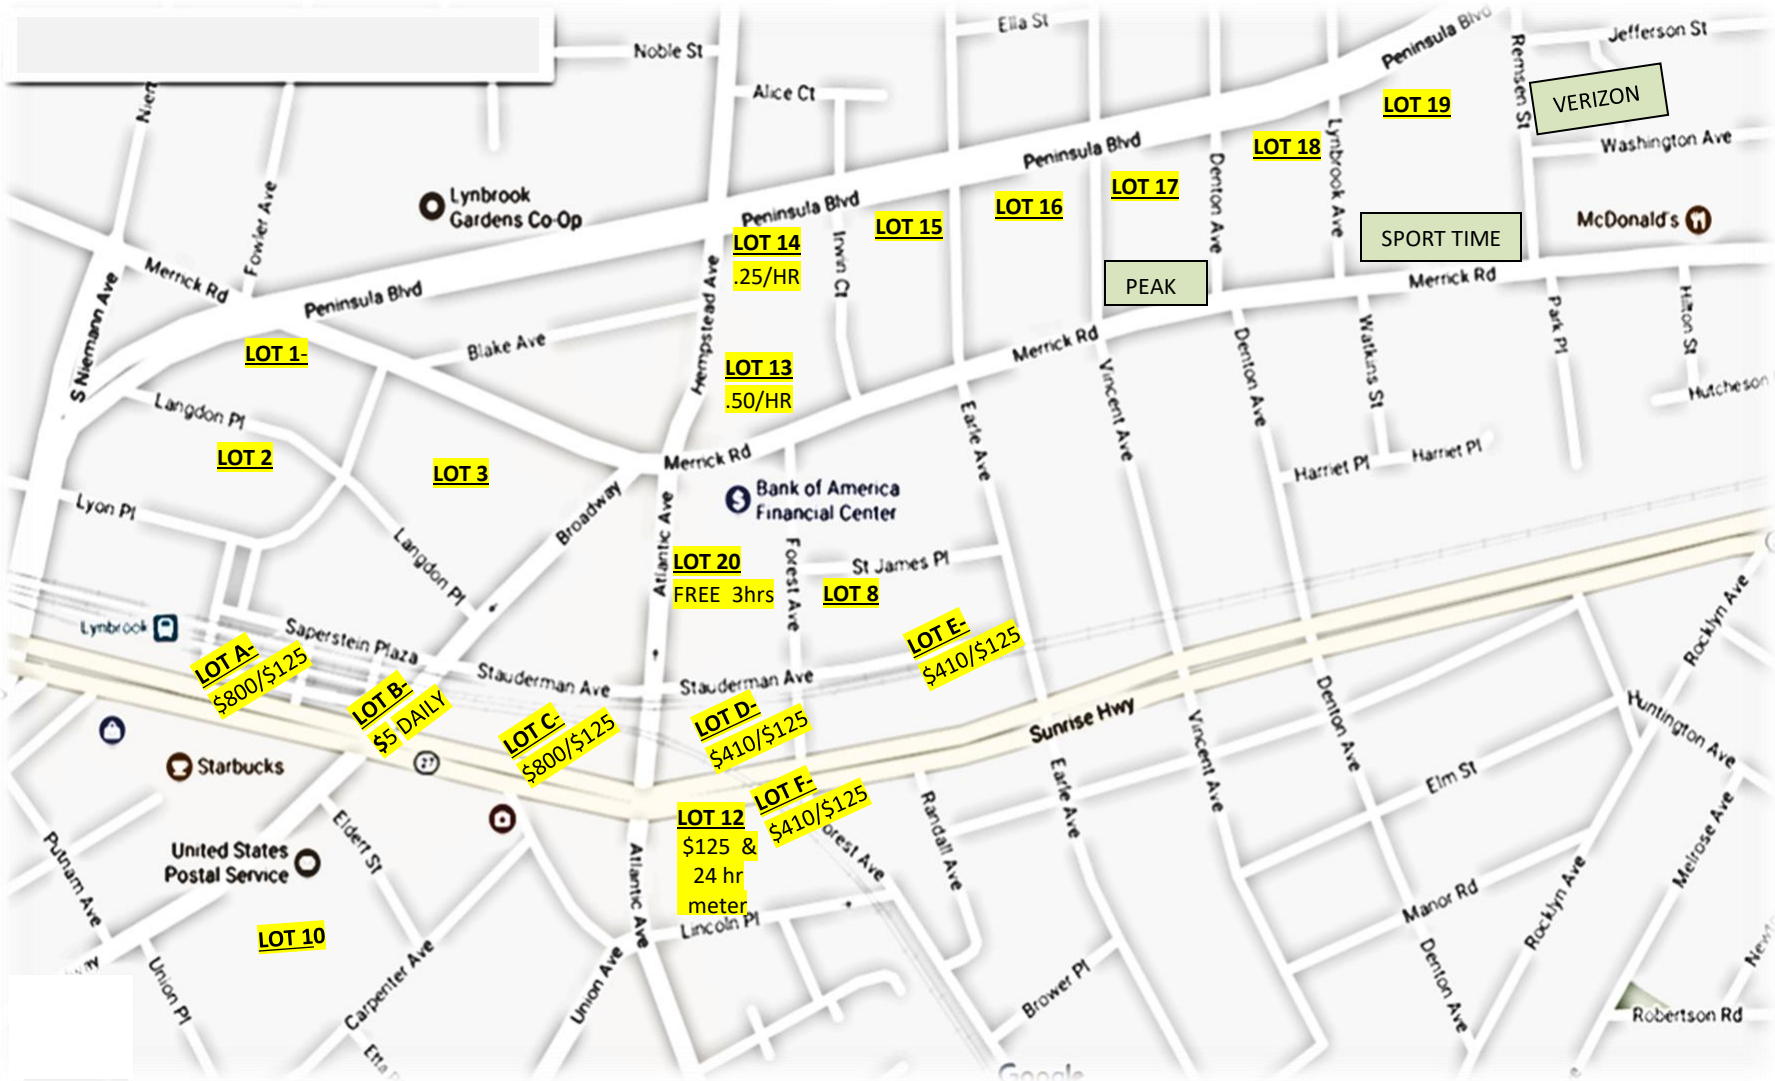 Ella St
Peninsula Blvd
Jefferson St
Noble St
Remsen St
Alice Ct
VERIZON
LOT 19
Washington Ave
Peninsula Blvd
LOT 18
Lynbrook Ave
Fowler Ave
Lynbrook
Gardens Co-Op
LOT 17
Denton Ave
Peninsula Blvd
LOT 16
LOT 15
McDonald's
SPORT TIME
LOT 14
.25/HR
Irwin Ct
Merrick Rd
Peninsula Blvd
PEAK
Merrick Rd
S Niemann Ave
Hempstead Ave
LOT 1-
Blake Ave
Merrick Rd
Denton Ave
Watkins St
Park Pl
Hilton St
LOT 13
.50/HR
Hutcheson
Langdon Pl
Vincent Ave
Earle Ave
LOT 2
LOT 3
Merrick Rd
Harriet Pl
Harriet Pl
Lyon Pl
Broadway
Atlantic Ave
Bank of America
Financial Center
Langdon Pl
LOT 20
FREE 3hrs
Forest Ave
St James Pl
LOT 8
Lynbrook
Saperstein Plaza
LOT A-
$800/$125
LOT E-
$410/$125
Rocklyn Ave
Stauderman Ave
Stauderman Ave
LOT B-
$5 DAILY
LOT C-
$800/$125
LOT D-
$410/$125
Sunrise Hwy
Vincent Ave
Denton Ave
Huntington Ave
Starbucks
27
Earle Ave
Elm St
LOT F-
$410/$125
LOT 12
$125 &
24 hr
meter
Randall Ave
orest Ave
Melrose Ave
Putnam Ave
Eldert St
United States
Postal Service
Atlantic Ave
Lincoln Pl
Manor Rd
Rocklyn Ave
LOT 10
Union Pl
Carpenter Ave
Union Ave
Brower Pl
Denton Ave
Robertson Rd
Etta
Google